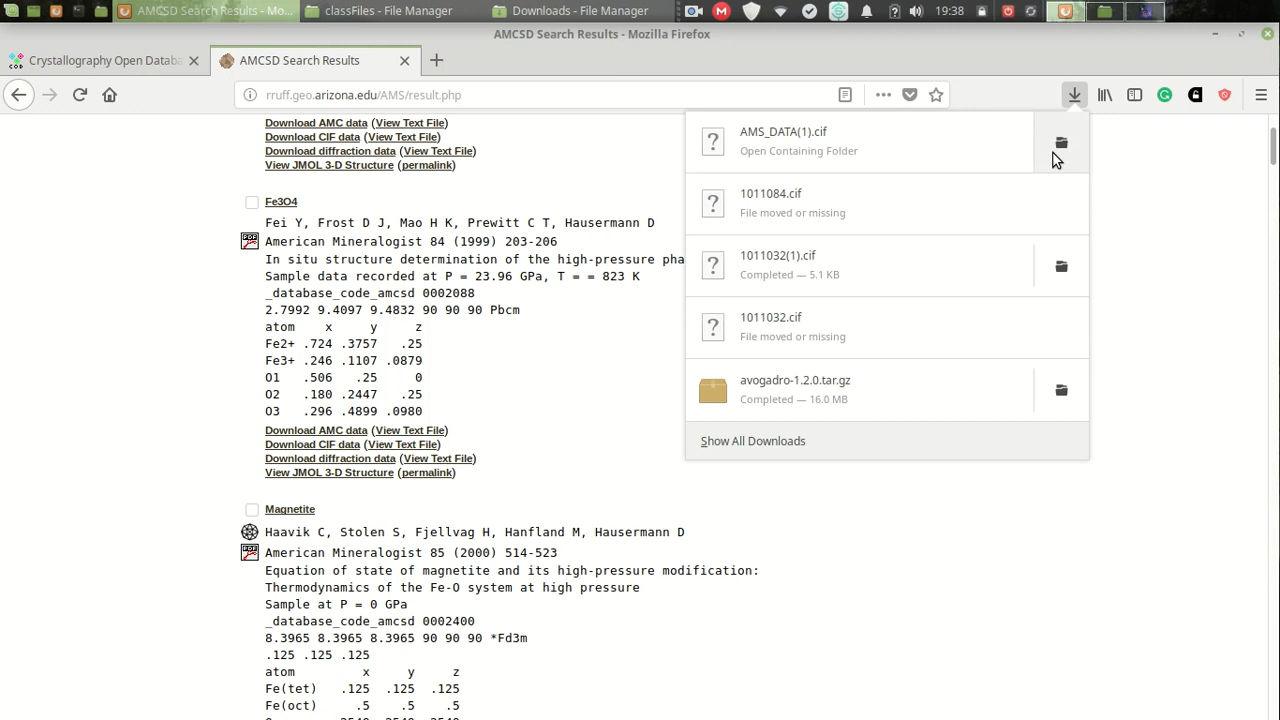 AMCSD Search Results - Mo...
classFiles - File Manager
Downloads - File Manager
19:38
AMCSD Search Results - Mozilla Firefox
Crystallography Open Databa
AMCSD Search Results
rruff.geo.arizona.edu/AMS/result.php
Download AMC data (View Text File)
Download CIF data (View Text File)
Download diffraction data (View Text File)
View JMOL 3-D Structure (permalink)
Fe3O4
Fei Y, Frost D J, Mao H K, Prewitt C T, Hausermann D
American Mineralogist 84 (1999) 203-206
In situ structure determination of the high-pressure pha
Sample data recorded at P = 23.96 GPa, T = = 823 K
_database_code_amcsd 0002088
2.7992 9.4097 9.4832 90 90 90 Pbcm
atom x y z
Fe2+ .724 .3757 .25
Fe3+ .246 .1107 .0879
O1 .506 .25 0
O2 .180 .2447 .25
O3 .296 .4899 .0980
Download AMC data (View Text File)
Download CIF data (View Text File)
Download diffraction data (View Text File)
View JMOL 3-D Structure (permalink)
Magnetite
Haavik C, Stolen S, Fjellvag H, Hanfland M, Hausermann D
American Mineralogist 85 (2000) 514-523
Equation of state of magnetite and its high-pressure modification:
Thermodynamics of the Fe-O system at high pressure
Sample at P = 0 GPa
_database_code_amcsd 0002400
8.3965 8.3965 8.3965 90 90 90 *Fd3m
.125 .125 .125
atom x y z
Fe(tet) .125 .125 .125
Fe(oct) .5 .5 .5
AMS_DATA(1).cif
Open Containing Folder
1011084.cif
File moved or missing
1011032(1).cif
Completed — 5.1 KB
1011032.cif
File moved or missing
avogadro-1.2.0.tar.gz
Completed — 16.0 MB
Show All Downloads